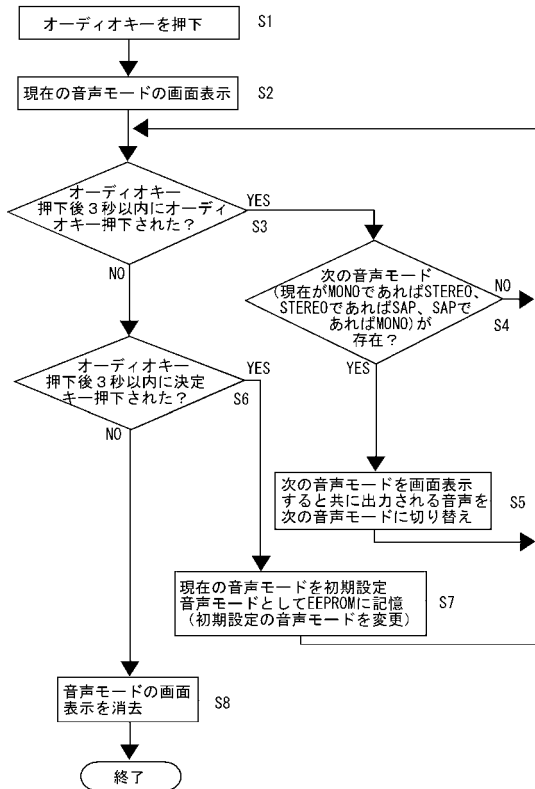 オーディオキーを押下
S1
現在の音声モードの画面表示
S2
オーディオキー
押下後3秒以内にオーディ
オキー押下された?
YES
S3
NO
次の音声モード
(現在がMONOであればSTEREO、
STEREOであればSAP、SAPで
あればMONO)が
存在?
NO
S4
YES
オーディオキー
押下後3秒以内に決定
キー押下された?
YES
S6
NO
次の音声モードを画面表示
すると共に出力される音声を
次の音声モードに切り替え
S5
現在の音声モードを初期設定
音声モードとしてEEPROMに記憶
(初期設定の音声モードを変更)
S7
音声モードの画面
表示を消去
S8
終了